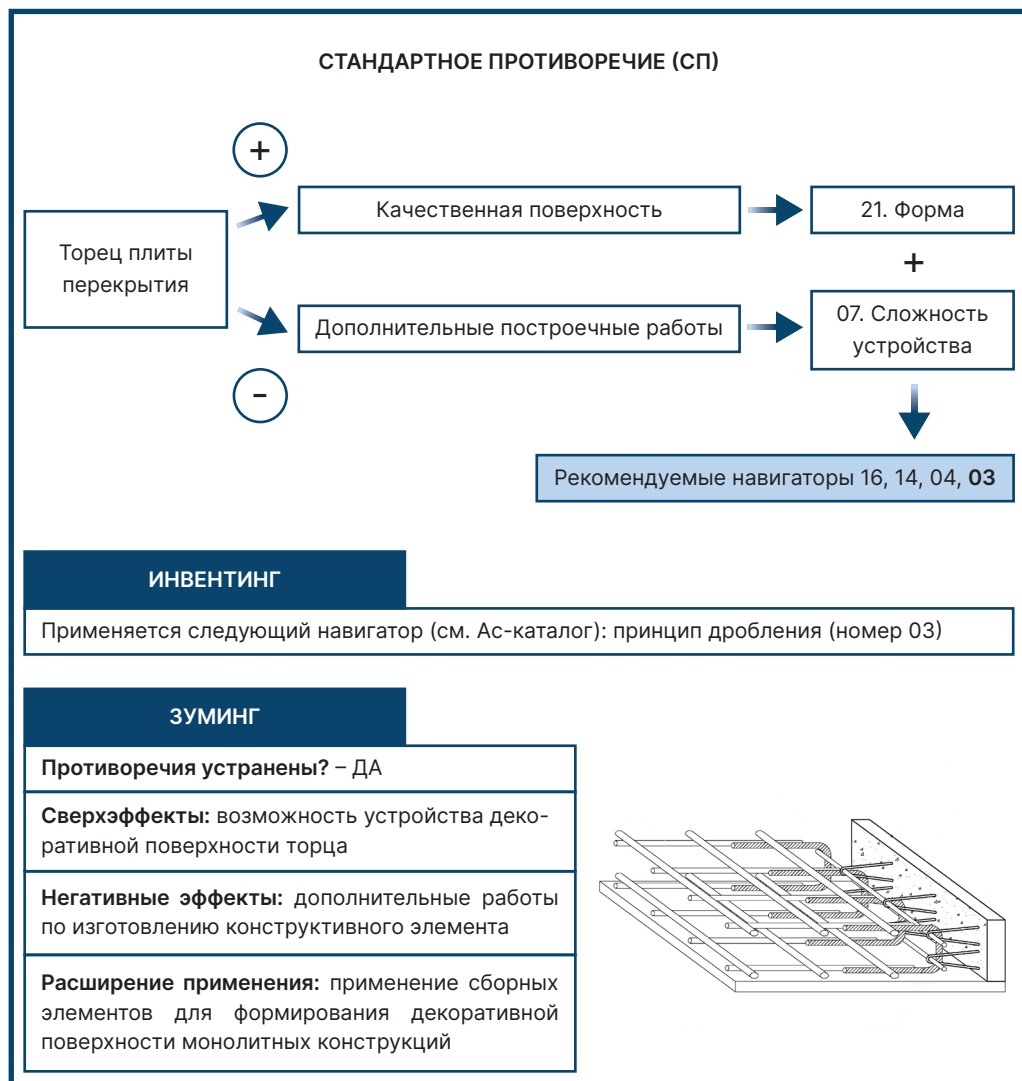 СТАНДАРТНОЕ ПРОТИВОРЕЧИЕ (СП)
+
Качественная поверхность
21. Форма
Торец плиты
перекрытия
+
Дополнительные построечные работы
07. Сложность
устройства
–
Рекомендуемые навигаторы 16, 14, 04, 03
ИНВЕНТИНГ
Применяется следующий навигатор (см. Ас-каталог): принцип дробления (номер 03)
ЗУМИНГ
Противоречия устранены? – ДА
Сверхэффекты: возможность устройства деко-
ративной поверхности торца
Негативные эффекты: дополнительные работы
по изготовлению конструктивного элемента
Расширение применения: применение сборных
элементов для формирования декоративной
поверхности монолитных конструкций